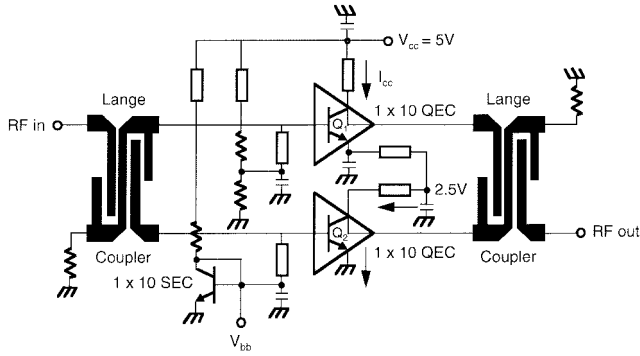 V_cc = 5V
I_cc
Lange
1 x 10 QEC
Lange
RF in
Q_1
2.5V
Q_2
RF out
Coupler
1 x 10 QEC
Coupler
1 x 10 SEC
V_bb